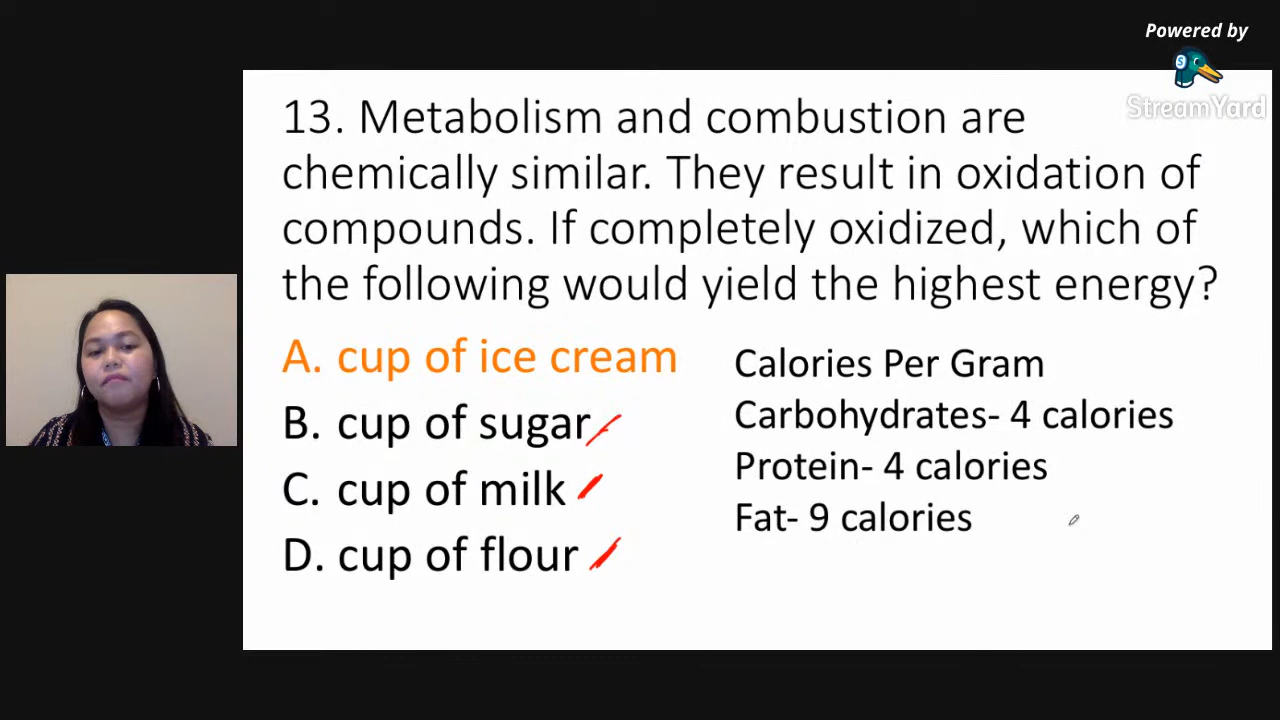 Powered by
StreamYard
13. Metabolism and combustion are
chemically similar. They result in oxidation of
compounds. If completely oxidized, which of
the following would yield the highest energy?
A. cup of ice cream
B. cup of sugar
C. cup of milk
D. cup of flour
Calories Per Gram
Carbohydrates- 4 calories
Protein- 4 calories
Fat- 9 calories